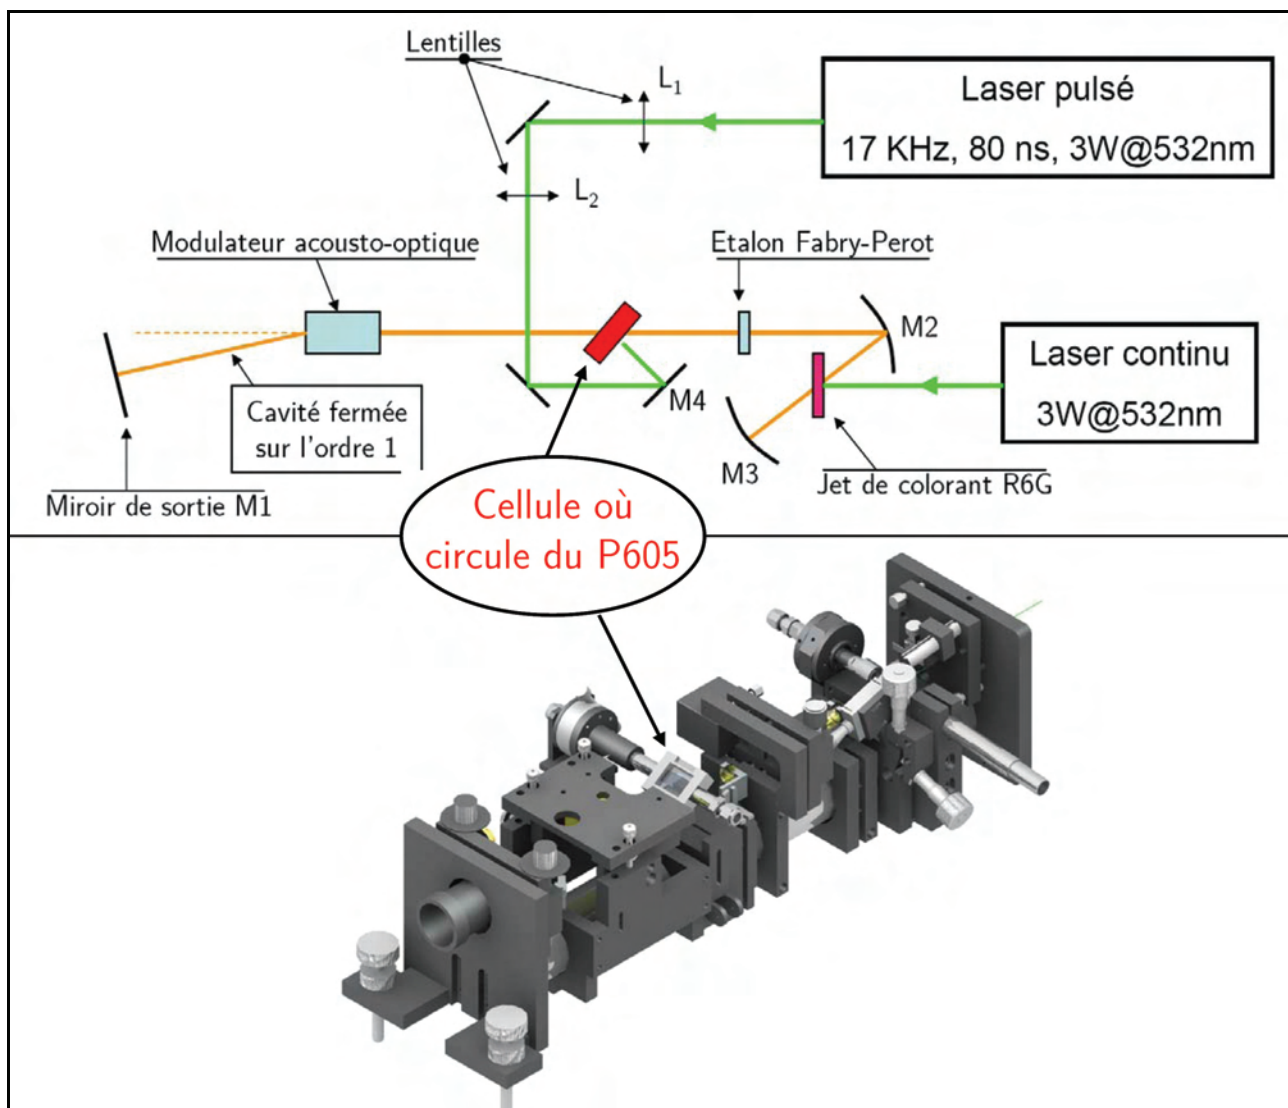 Lentilles
L1
Laser pulsé
17 KHz, 80 ns, 3W@532nm
L2
Modulateur acousto-optique
Etalon Fabry-Perot
M2
Laser continu
3W@532nm
M4
Cavité fermée
sur l'ordre 1
M3
Jet de colorant R6G
Miroir de sortie M1
Cellule où
circule du P605